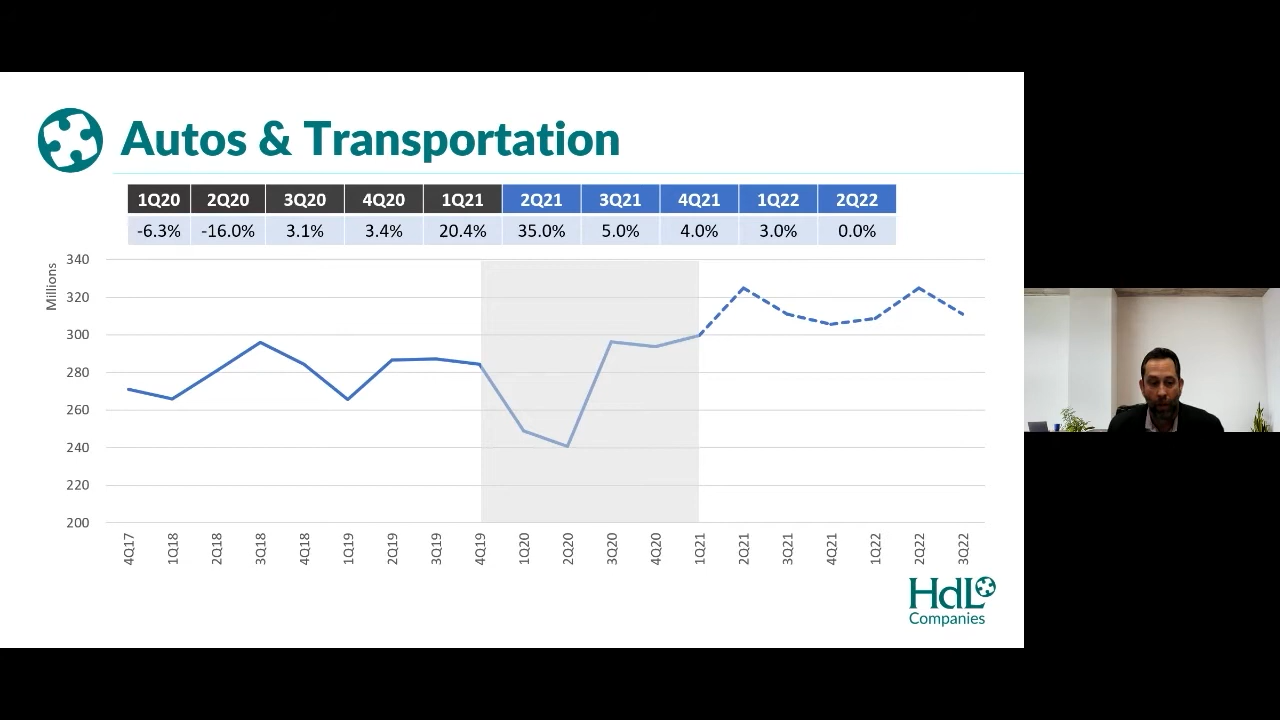 Autos & Transportation
1Q20 2Q20 3Q20 4Q20 1Q21 2Q21 3Q21 4Q21 1Q22 2Q22
-6.3% -16.0% 3.1% 3.4% 20.4% 35.0% 5.0% 4.0% 3.0% 0.0%
Millions
340
320
300
280
260
240
220
200
4Q17 1Q18 2Q18 3Q18 4Q18 1Q19 2Q19 3Q19 4Q19 1Q20 2Q20 3Q20 4Q20 1Q21 2Q21 3Q21 4Q21 1Q22 2Q22 3Q22
HdL
Companies